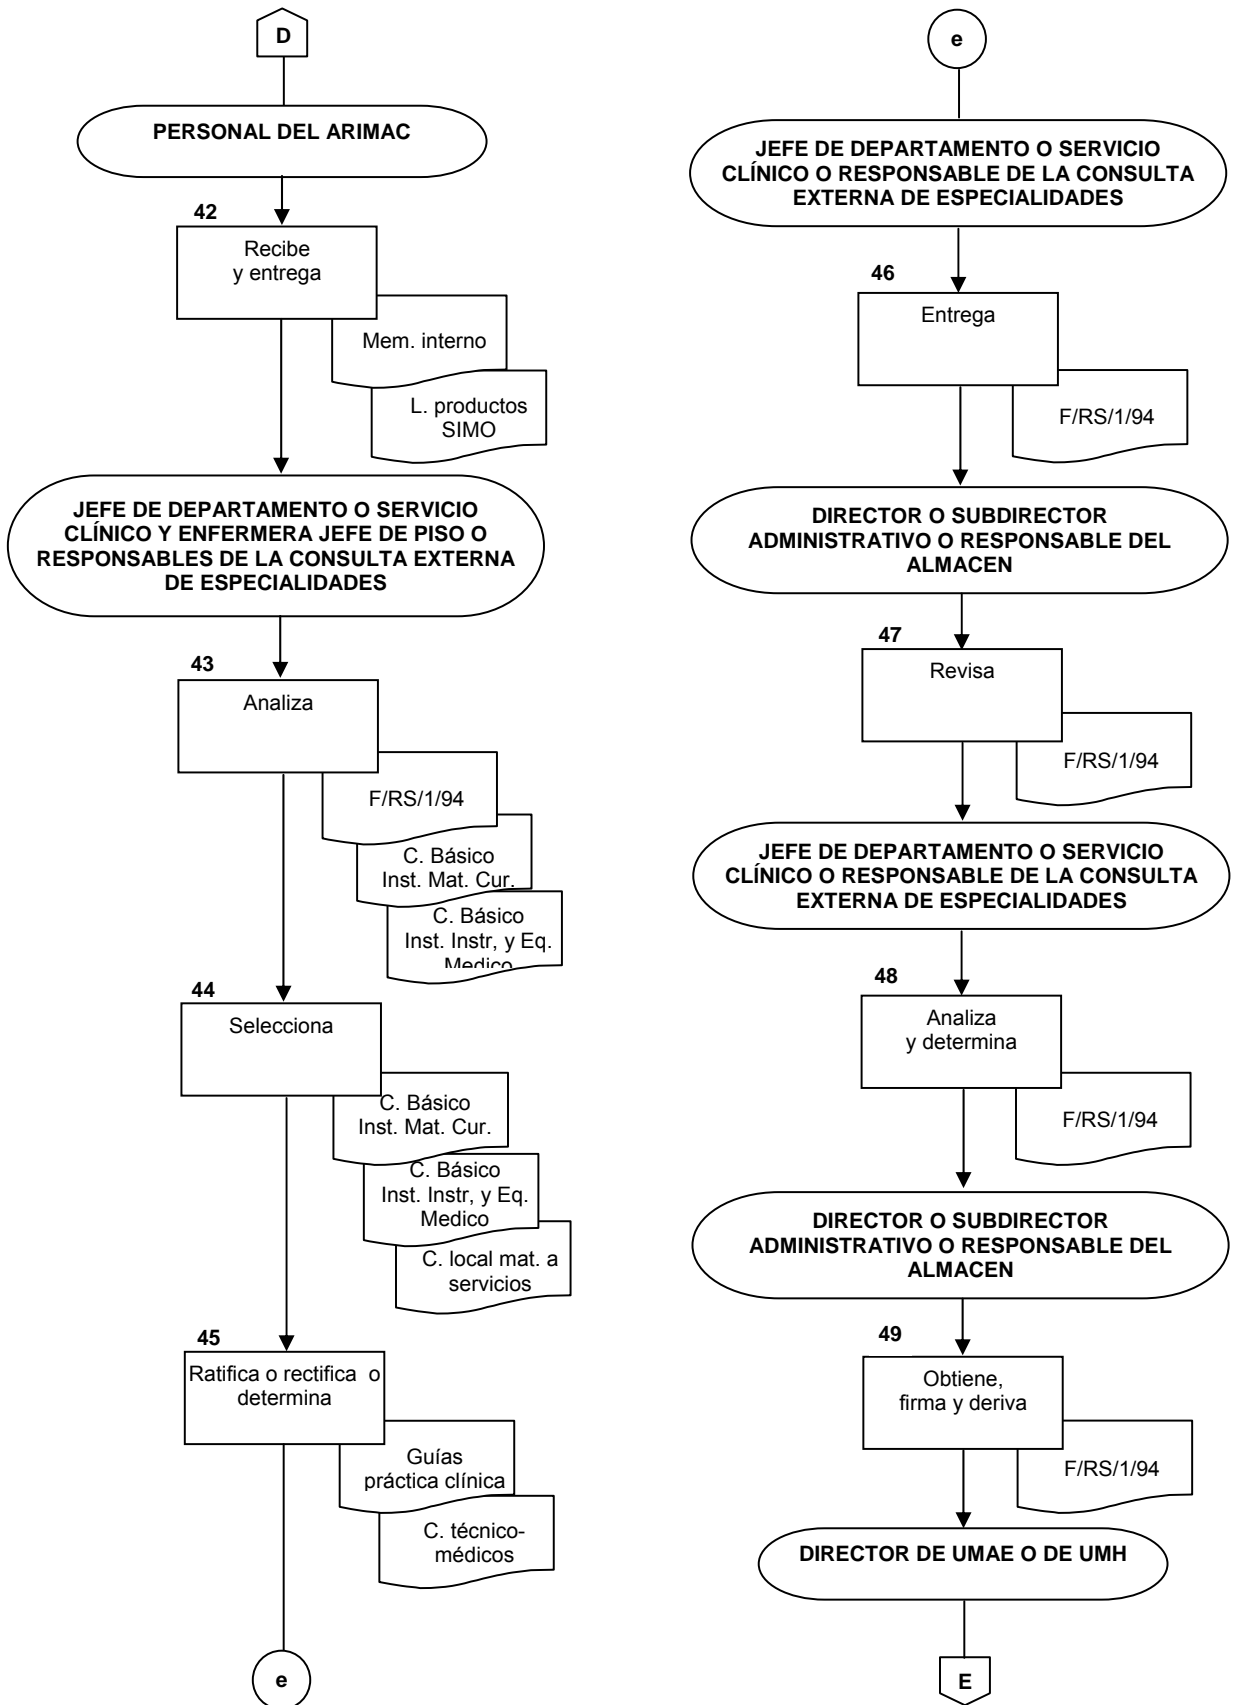 D
PERSONAL DEL ARIMAC
42
Recibe
y entrega
Mem. interno
L. productos
SIMO
JEFE DE DEPARTAMENTO O SERVICIO
CLÍNICO Y ENFERMERA JEFE DE PISO O
RESPONSABLES DE LA CONSULTA EXTERNA
DE ESPECIALIDADES
43
Analiza
F/RS/1/94
C. Básico
Inst. Mat. Cur.
C. Básico
Inst. Instr, y Eq.
Medico
44
Selecciona
C. Básico
Inst. Mat. Cur.
C. Básico
Inst. Instr, y Eq.
Medico
C. local mat. a
servicios
45
Ratifica o rectifica o
determina
Guías
práctica clínica
C. técnico-
médicos
e
e
JEFE DE DEPARTAMENTO O SERVICIO
CLÍNICO O RESPONSABLE DE LA CONSULTA
EXTERNA DE ESPECIALIDADES
46
Entrega
F/RS/1/94
DIRECTOR O SUBDIRECTOR
ADMINISTRATIVO O RESPONSABLE DEL
ALMACEN
47
Revisa
F/RS/1/94
JEFE DE DEPARTAMENTO O SERVICIO
CLÍNICO O RESPONSABLE DE LA CONSULTA
EXTERNA DE ESPECIALIDADES
48
Analiza
y determina
F/RS/1/94
DIRECTOR O SUBDIRECTOR
ADMINISTRATIVO O RESPONSABLE DEL
ALMACEN
49
Obtiene,
firma y deriva
F/RS/1/94
DIRECTOR DE UMAE O DE UMH
E